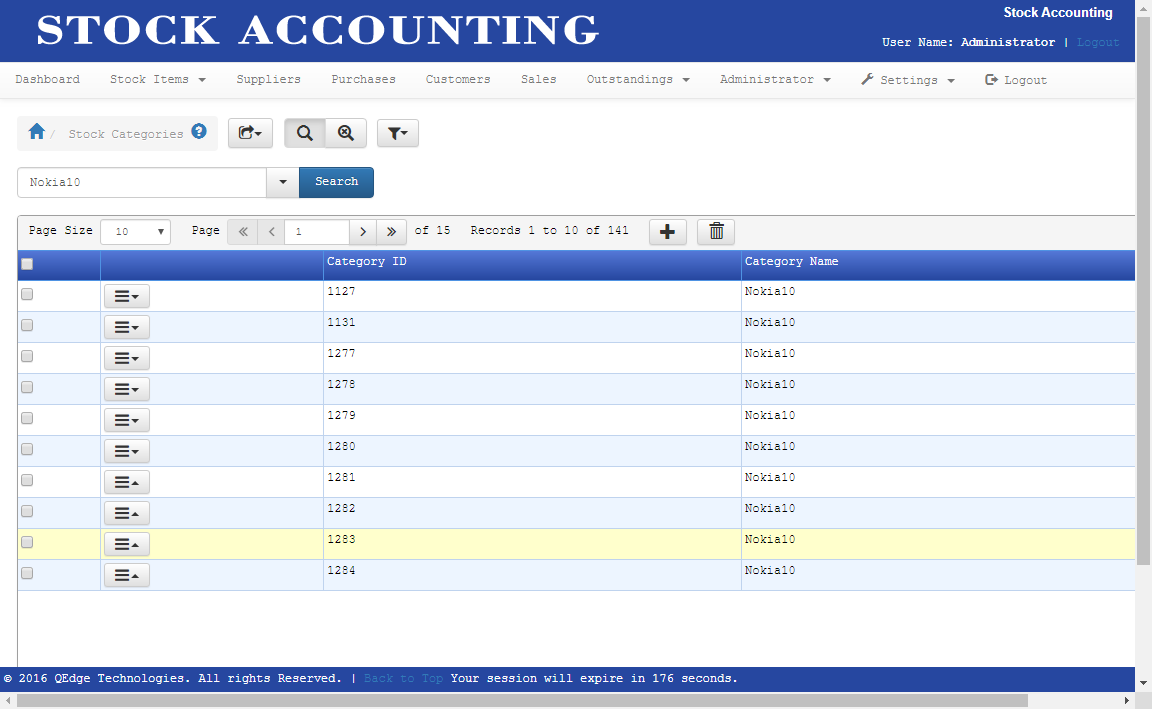 STOCK ACCOUNTING
Stock Accounting
User Name: Administrator | Logout
Dashboard Stock Items Suppliers Purchases Customers Sales Outstandings Administrator Settings Logout
/ Stock Categories ?
Nokia10 Search
Page Size 10 Page 1 of 15 Records 1 to 10 of 141
Category ID Category Name
1127 Nokia10
1131 Nokia10
1277 Nokia10
1278 Nokia10
1279 Nokia10
1280 Nokia10
1281 Nokia10
1282 Nokia10
1283 Nokia10
1284 Nokia10
© 2016 QEdge Technologies. All rights Reserved. | Back to Top Your session will expire in 176 seconds.